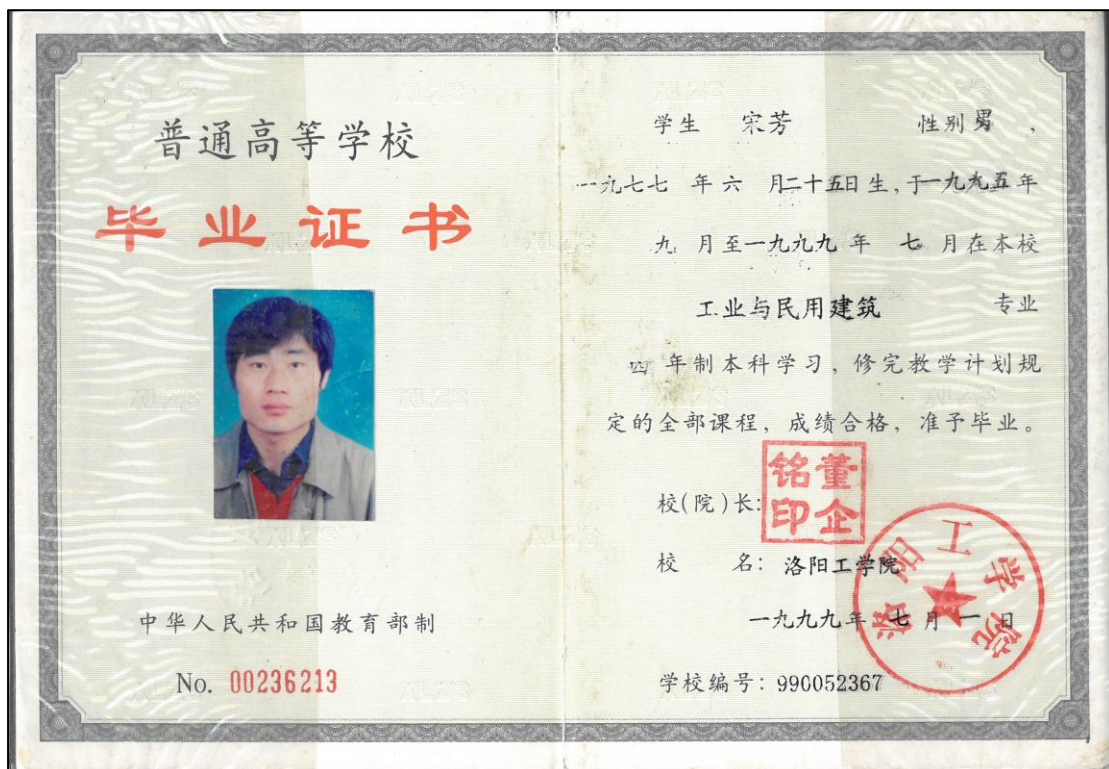 普通高等学校
毕业证书
中华人民共和国教育部制
No. 00236213
学生 宋芳 性别 男 ,
一九七七 年 六 月 二十五日生,于一九九五年
九 月至一九九九 年 七 月在本校
工业与民用建筑 专业
四 年制本科学习，修完教学计划规
定的全部课程，成绩合格，准予毕业。
校(院)长:
董企铭印
校 名: 洛阳工学院
一九九九年 七 月 一 日
洛阳工学院
学校编号: 990052367